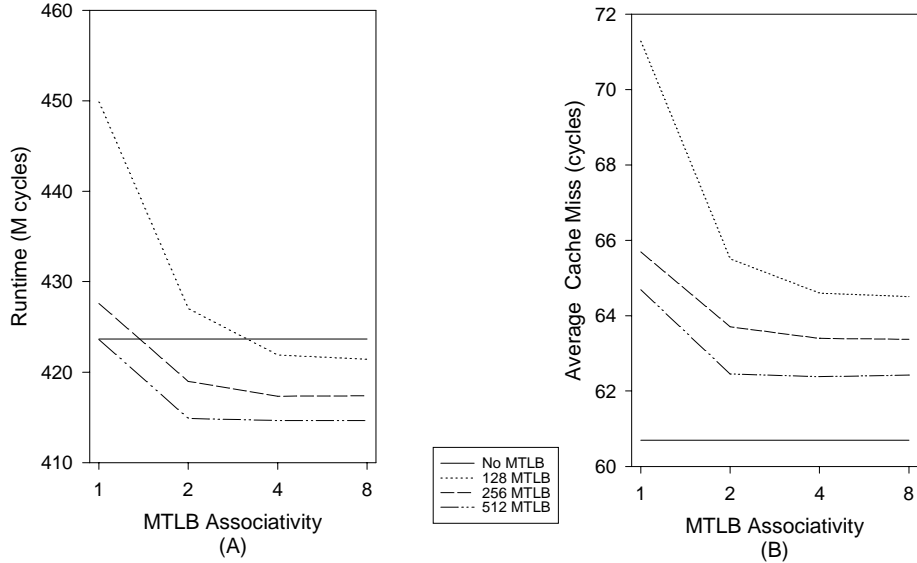 460
450
440
430
420
410
Runtime (M cycles)
1 2 4 8
MTLB Associativity
(A)
No MTLB
128 MTLB
256 MTLB
512 MTLB
72
70
68
66
64
62
60
Average Cache Miss (cycles)
1 2 4 8
MTLB Associativity
(B)